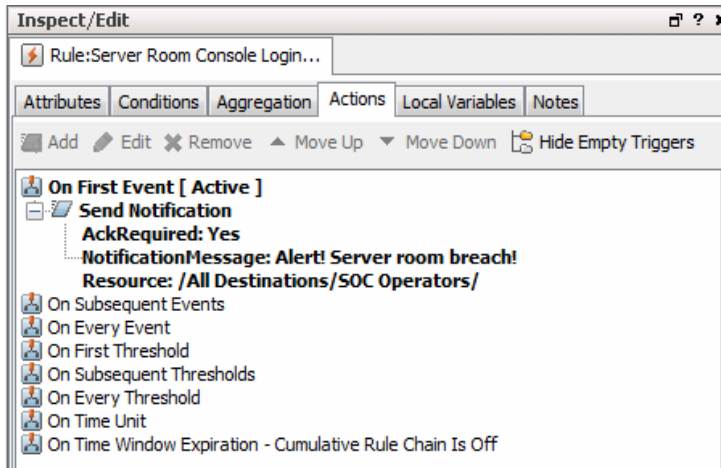 Inspect/Edit
Rule:Server Room Console Login...
Attributes Conditions Aggregation Actions Local Variables Notes
Add Edit Remove Move Up Move Down Hide Empty Triggers
On First Event [ Active ]
Send Notification
AckRequired: Yes
NotificationMessage: Alert! Server room breach!
Resource: /All Destinations/SOC Operators/
On Subsequent Events
On Every Event
On First Threshold
On Subsequent Thresholds
On Every Threshold
On Time Unit
On Time Window Expiration - Cumulative Rule Chain Is Off